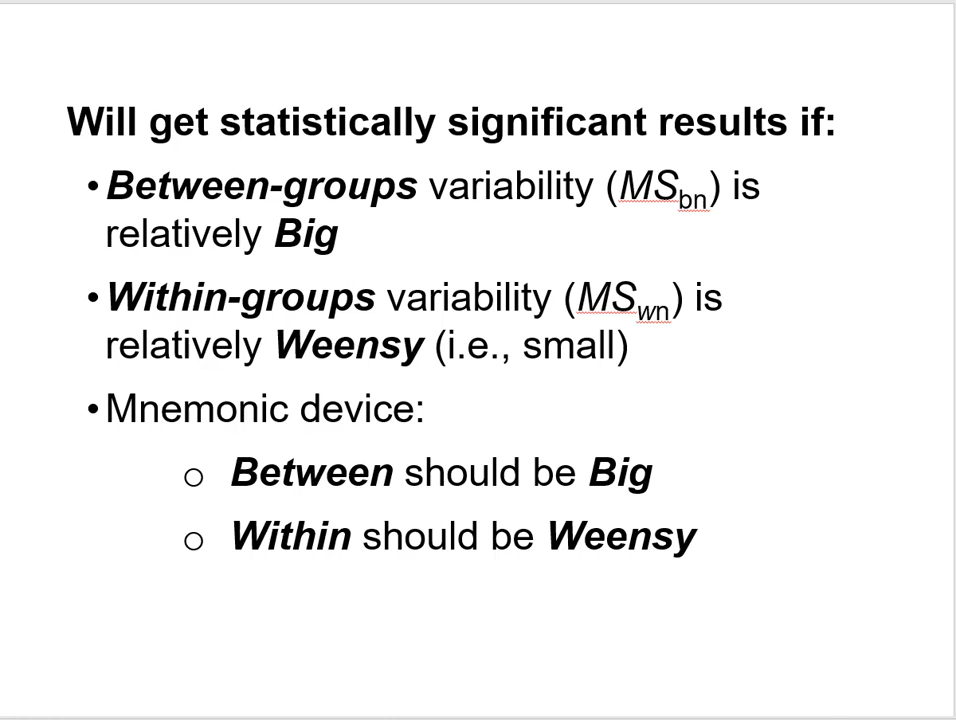 Will get statistically significant results if:
• Between-groups variability (MSbn) is
relatively Big
• Within-groups variability (MSwn) is
relatively Weensy (i.e., small)
• Mnemonic device:
○ Between should be Big
○ Within should be Weensy